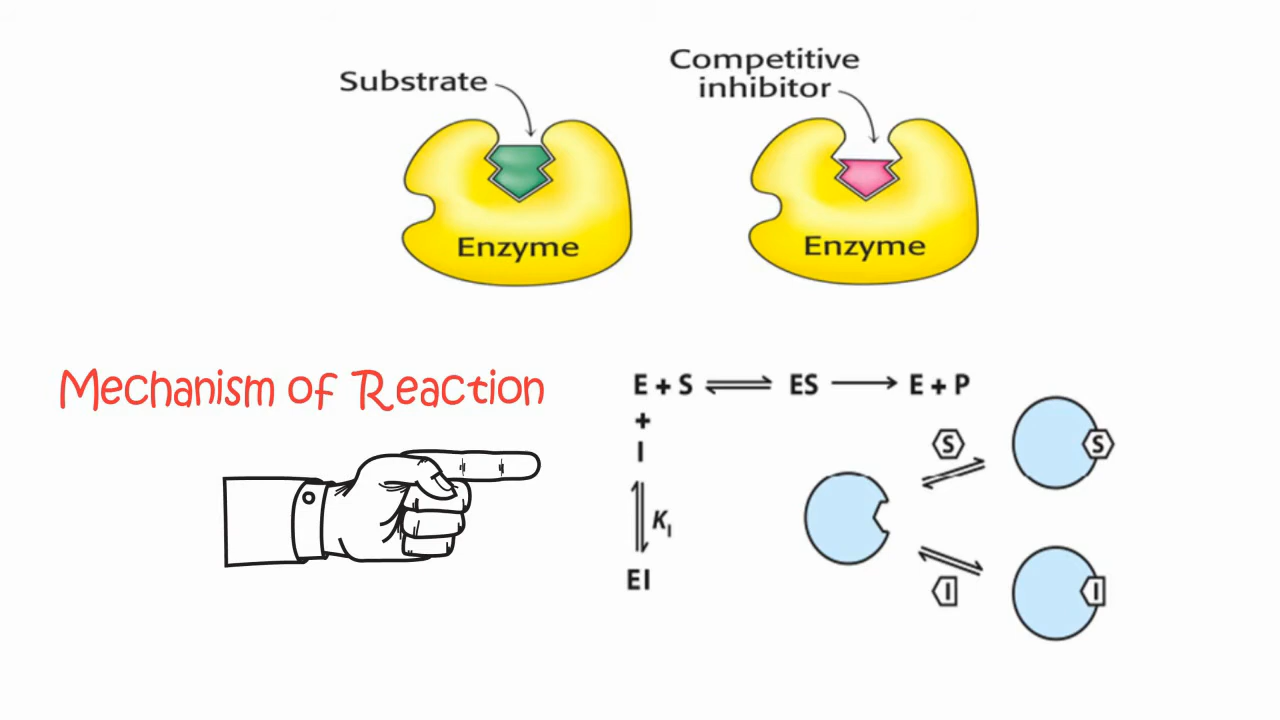 Substrate
Competitive
inhibitor
Enzyme
Enzyme
Mechanism of Reaction
E + S ⇌ ES ⟶ E + P
+
I
K_I
EI
S
S
I
I